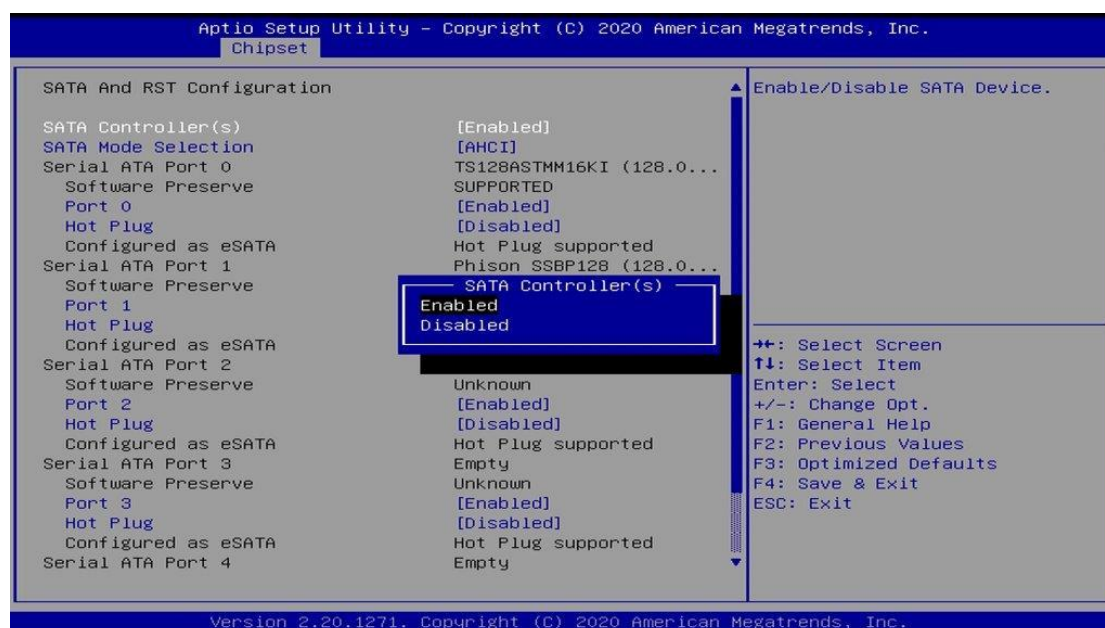 Aptio Setup Utility – Copyright (C) 2020 American Megatrends, Inc.
Chipset
SATA And RST Configuration
SATA Controller(s) [Enabled]
SATA Mode Selection [AHCI]
Serial ATA Port 0 TS128ASTMM16KI (128.0...
Software Preserve SUPPORTED
Port 0 [Enabled]
Hot Plug [Disabled]
Configured as eSATA Hot Plug supported
Serial ATA Port 1 Phison SSBP128 (128.0...
Software Preserve
Port 1
Hot Plug
Configured as eSATA
Serial ATA Port 2
Software Preserve Unknown
Port 2 [Enabled]
Hot Plug [Disabled]
Configured as eSATA Hot Plug supported
Serial ATA Port 3 Empty
Software Preserve Unknown
Port 3 [Enabled]
Hot Plug [Disabled]
Configured as eSATA Hot Plug supported
Serial ATA Port 4 Empty
SATA Controller(s)
Enabled
Disabled
Enable/Disable SATA Device.
→←: Select Screen
↑↓: Select Item
Enter: Select
+/-: Change Opt.
F1: General Help
F2: Previous Values
F3: Optimized Defaults
F4: Save & Exit
ESC: Exit
Version 2.20.1271. Copyright (C) 2020 American Megatrends, Inc.